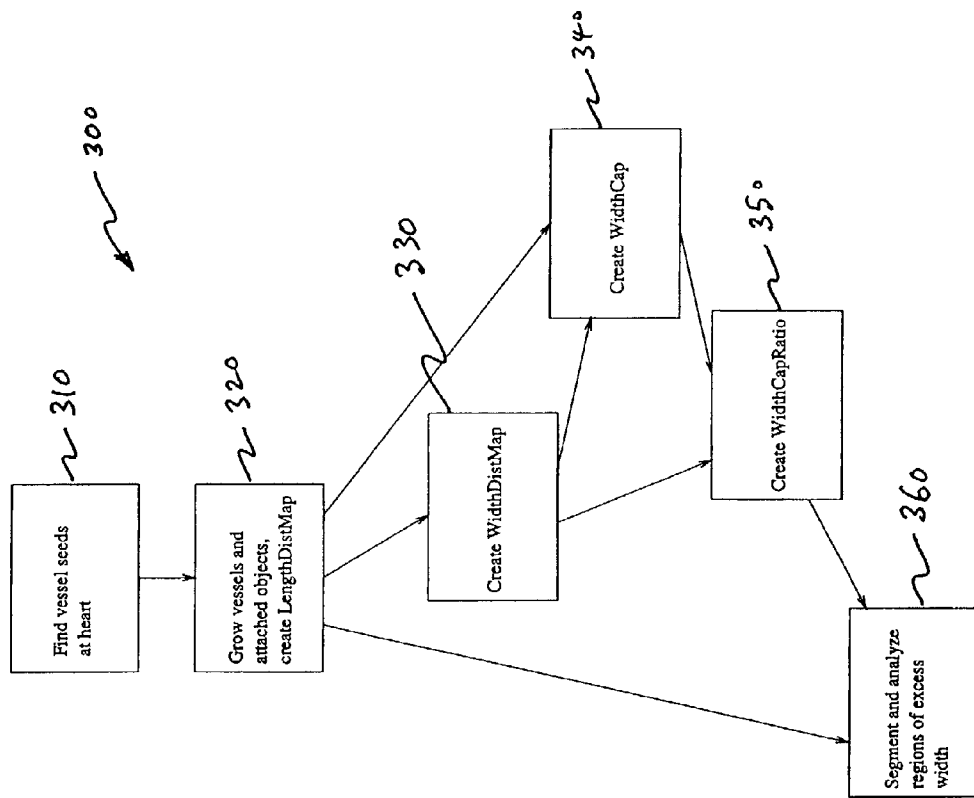 300
310
Find vessel seeds
at heart
320
Grow vessels and
attached objects,
create LengthDistMap
330
Create WidthDistMap
340
Create WidthCap
350
Create WidthCapRatio
360
Segment and analyze
regions of excess
width